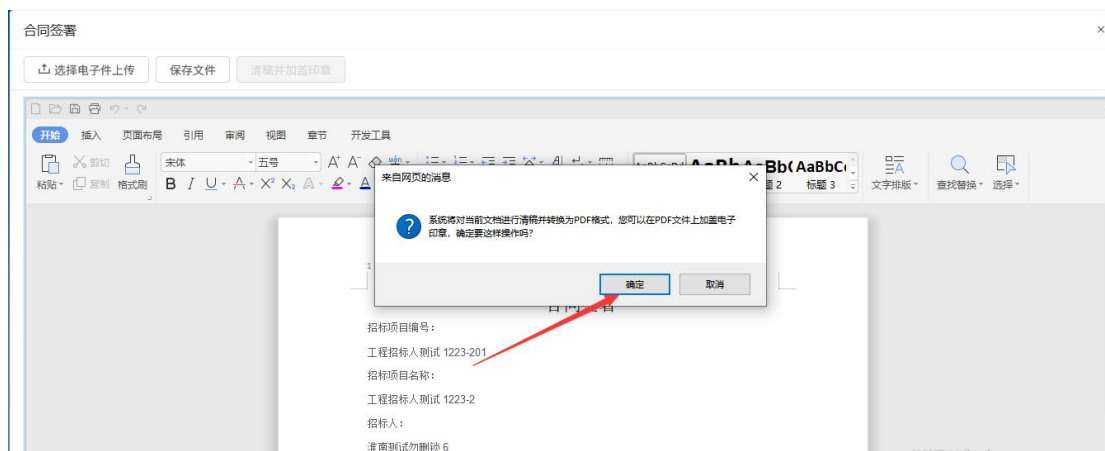 合同签署
×
选择电子件上传 保存文件 清稿并加盖印章
开始 插入 页面布局 引用 审阅 视图 章节 开发工具
粘贴 剪切 复制 格式刷 宋体 五号 A⁺ A⁻ AaBbCcDd AaBbC
B I U A X² X₂ A A 题 2 标题 3 文字排版 查找替换 选择
来自网页的消息
系统将对当前文档进行清稿并转换为PDF格式，您可以在PDF文件上加盖电子
印章，确定要这样操作吗？
确定 取消
1
合同签署
招标项目编号：
工程招标人测试 1223-201
招标项目名称：
工程招标人测试 1223-2
招标人：
淮南测试勿删锁 6